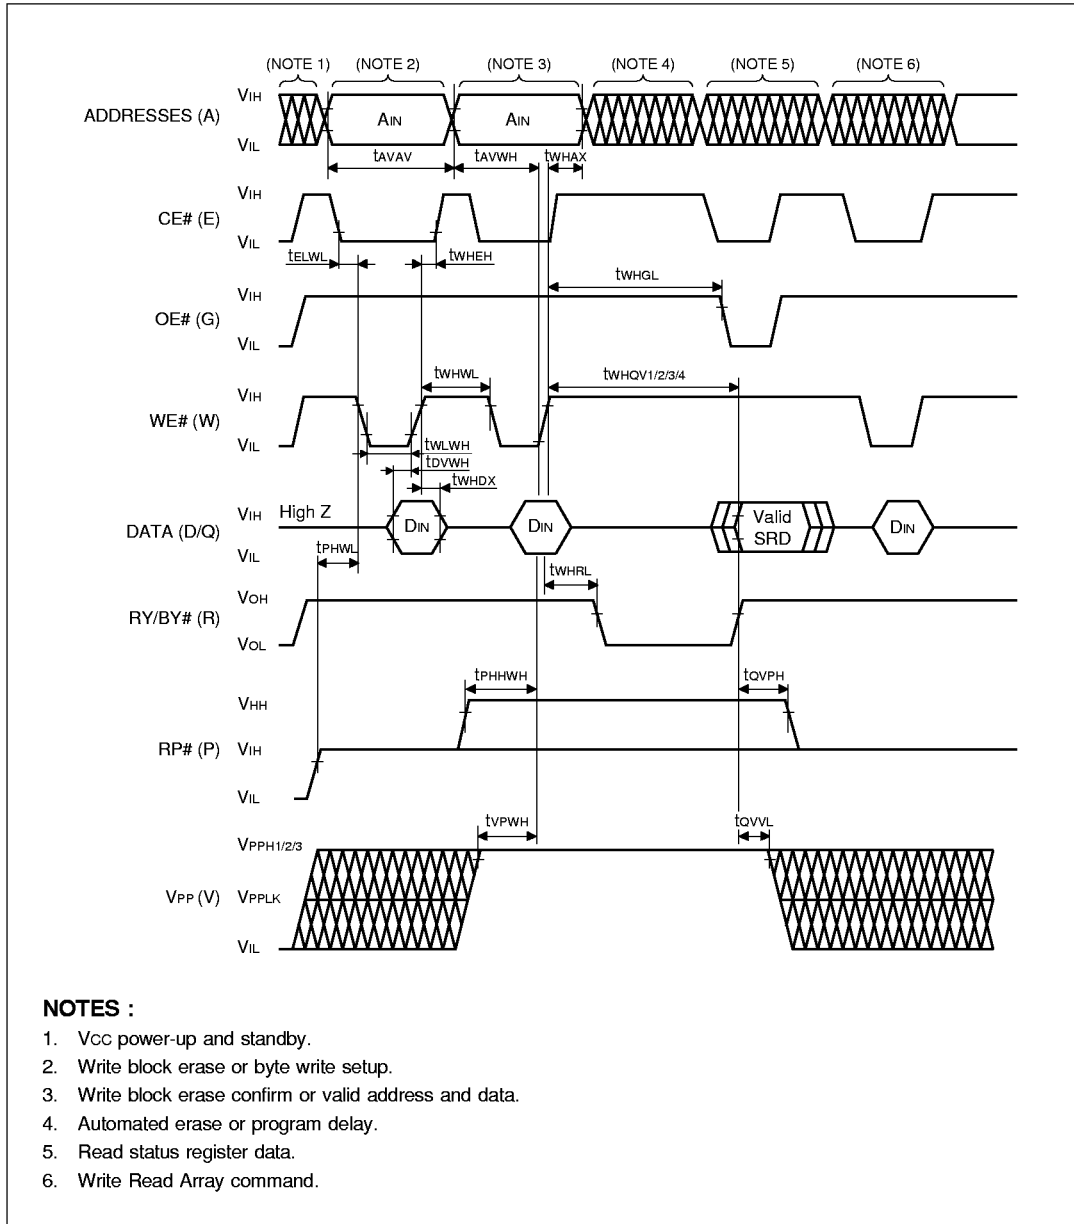 (NOTE 1) (NOTE 2) (NOTE 3) (NOTE 4) (NOTE 5) (NOTE 6)
VIH
ADDRESSES (A) AIN AIN
VIL
tAVAV tAVWH tWHAX
VIH
CE# (E)
VIL
tELWL tWHEH tWHGL
VIH
OE# (G)
VIL
tWHWL tWHQV1/2/3/4
VIH
WE# (W)
VIL
tWLWH
tDVWH
tWHDX
VIH High Z
DATA (D/Q) DIN DIN Valid SRD DIN
VIL
tPHWL
tWHRL
VOH
RY/BY# (R)
VOL
tPHHWH tQVPH
VHH
RP# (P) VIH
VIL
tVPWH tQVVL
VPPH1/2/3
VPP (V) VPPLK
VIL
NOTES :
1. VCC power-up and standby.
2. Write block erase or byte write setup.
3. Write block erase confirm or valid address and data.
4. Automated erase or program delay.
5. Read status register data.
6. Write Read Array command.